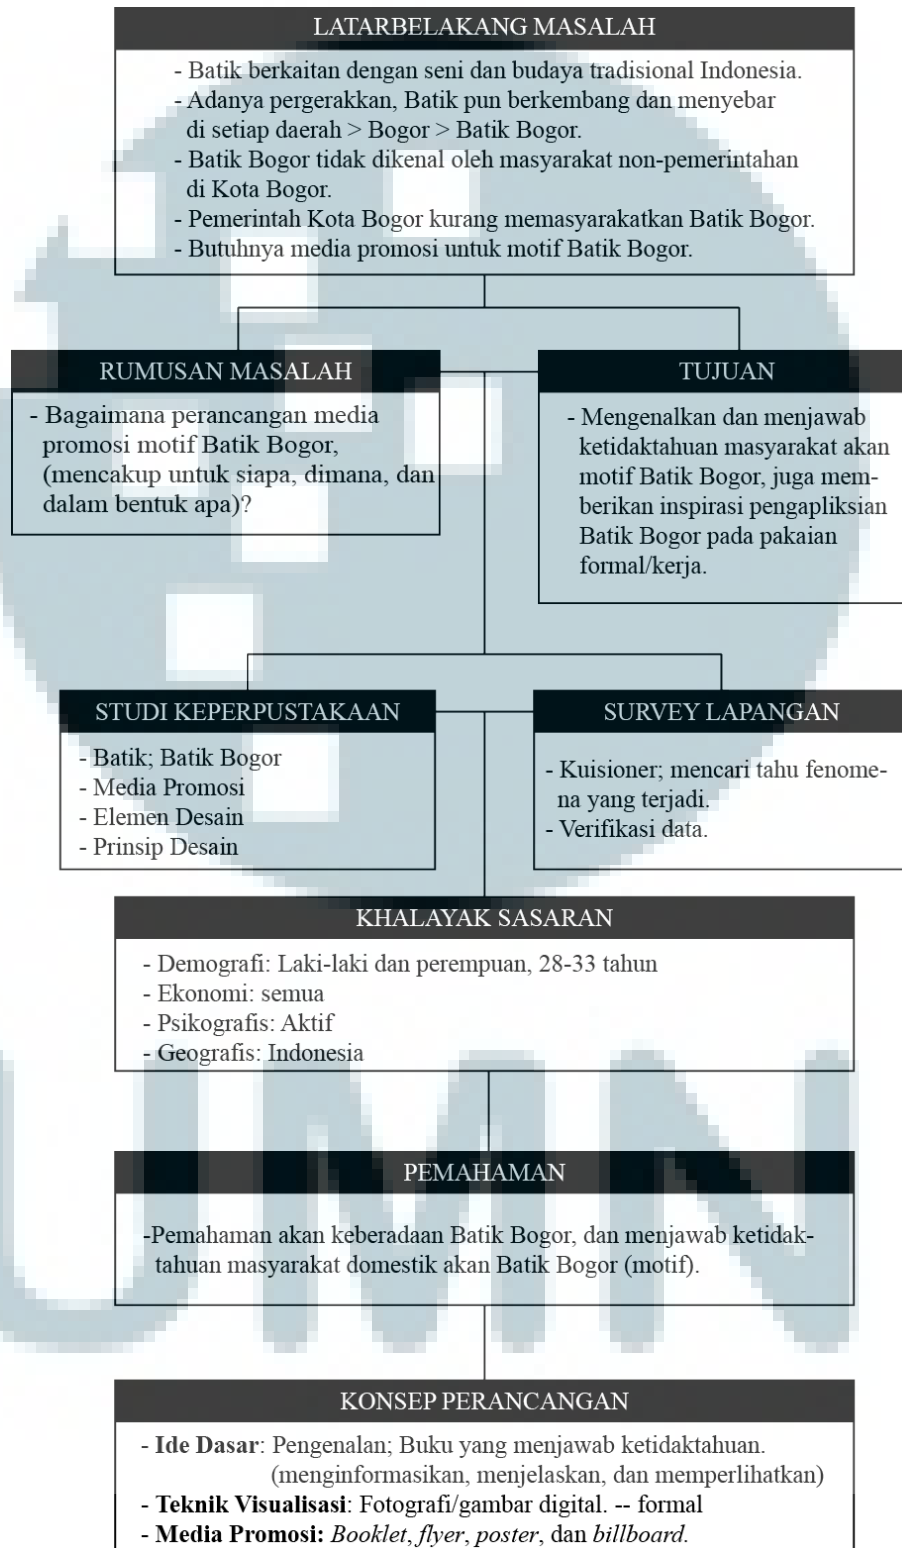 LATARBELAKANG MASALAH
- Batik berkaitan dengan seni dan budaya tradisional Indonesia.
- Adanya pergerakkan, Batik pun berkembang dan menyebar
di setiap daerah > Bogor > Batik Bogor.
- Batik Bogor tidak dikenal oleh masyarakat non-pemerintahan
di Kota Bogor.
- Pemerintah Kota Bogor kurang memasyarakatkan Batik Bogor.
- Butuhnya media promosi untuk motif Batik Bogor.
RUMUSAN MASALAH
- Bagaimana perancangan media
promosi motif Batik Bogor,
(mencakup untuk siapa, dimana, dan
dalam bentuk apa)?
TUJUAN
- Mengenalkan dan menjawab
ketidaktahuan masyarakat akan
motif Batik Bogor, juga mem-
berikan inspirasi pengapliksian
Batik Bogor pada pakaian
formal/kerja.
STUDI KEPERPUSTAKAAN
- Batik; Batik Bogor
- Media Promosi
- Elemen Desain
- Prinsip Desain
SURVEY LAPANGAN
- Kuisioner; mencari tahu fenome-
na yang terjadi.
- Verifikasi data.
KHALAYAK SASARAN
- Demografi: Laki-laki dan perempuan, 28-33 tahun
- Ekonomi: semua
- Psikografis: Aktif
- Geografis: Indonesia
PEMAHAMAN
-Pemahaman akan keberadaan Batik Bogor, dan menjawab ketidak-
tahuan masyarakat domestik akan Batik Bogor (motif).
KONSEP PERANCANGAN
- Ide Dasar: Pengenalan; Buku yang menjawab ketidaktahuan.
(menginformasikan, menjelaskan, dan memperlihatkan)
- Teknik Visualisasi: Fotografi/gambar digital. -- formal
- Media Promosi: Booklet, flyer, poster, dan billboard.
UMN